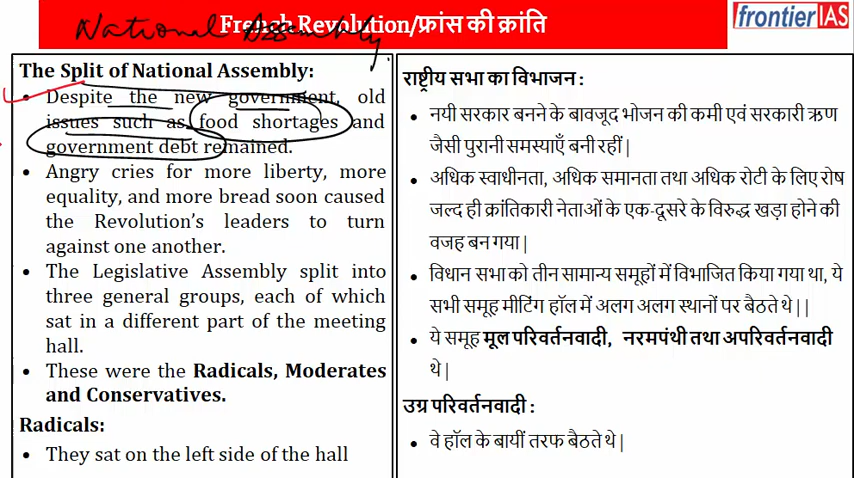 French Revolution/फ्रांस की क्रांति
National Assembly
frontierIAS
The Split of National Assembly:
• Despite the new government, old
issues such as food shortages and
government debt remained.
• Angry cries for more liberty, more
equality, and more bread soon caused
the Revolution's leaders to turn
against one another.
• The Legislative Assembly split into
three general groups, each of which
sat in a different part of the meeting
hall.
• These were the Radicals, Moderates
and Conservatives.
Radicals:
• They sat on the left side of the hall
राष्ट्रीय सभा का विभाजन :
• नयी सरकार बनने के बावजूद भोजन की कमी एवं सरकारी ऋण
जैसी पुरानी समस्याएँ बनी रहीं |
• अधिक स्वाधीनता, अधिक समानता तथा अधिक रोटी के लिए रोष
जल्द ही क्रांतिकारी नेताओं के एक-दूसरे के विरुद्ध खड़ा होने की
वजह बन गया |
• विधान सभा को तीन सामान्य समूहों में विभाजित किया गया था, ये
सभी समूह मीटिंग हॉल में अलग अलग स्थानों पर बैठते थे | |
• ये समूह मूल परिवर्तनवादी, नरमपंथी तथा अपरिवर्तनवादी
थे |
उग्र परिवर्तनवादी :
• वे हॉल के बायीं तरफ बैठते थे |